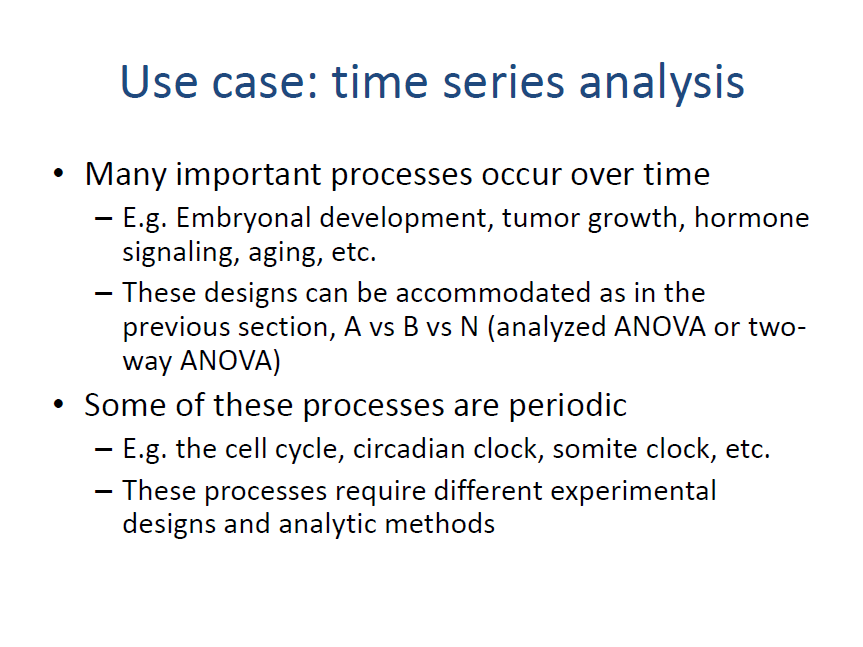 Use case: time series analysis
• Many important processes occur over time
– E.g. Embryonal development, tumor growth, hormone
signaling, aging, etc.
– These designs can be accommodated as in the
previous section, A vs B vs N (analyzed ANOVA or two-
way ANOVA)
• Some of these processes are periodic
– E.g. the cell cycle, circadian clock, somite clock, etc.
– These processes require different experimental
designs and analytic methods